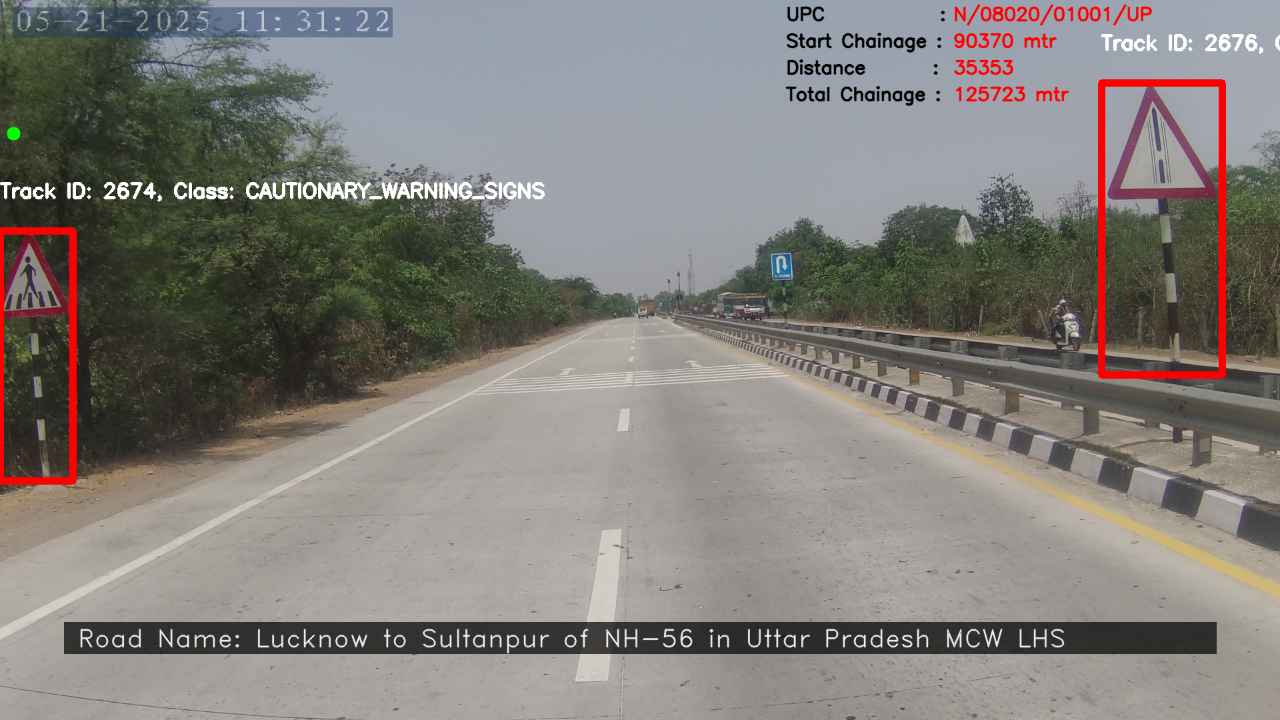 05-21-2025 11:31:22
UPC : N/08020/01001/UP
Start Chainage : 90370 mtr
Distance : 35353
Total Chainage : 125723 mtr
Track ID: 2676,
Track ID: 2674, Class: CAUTIONARY_WARNING_SIGNS
Road Name: Lucknow to Sultanpur of NH-56 in Uttar Pradesh MCW LHS